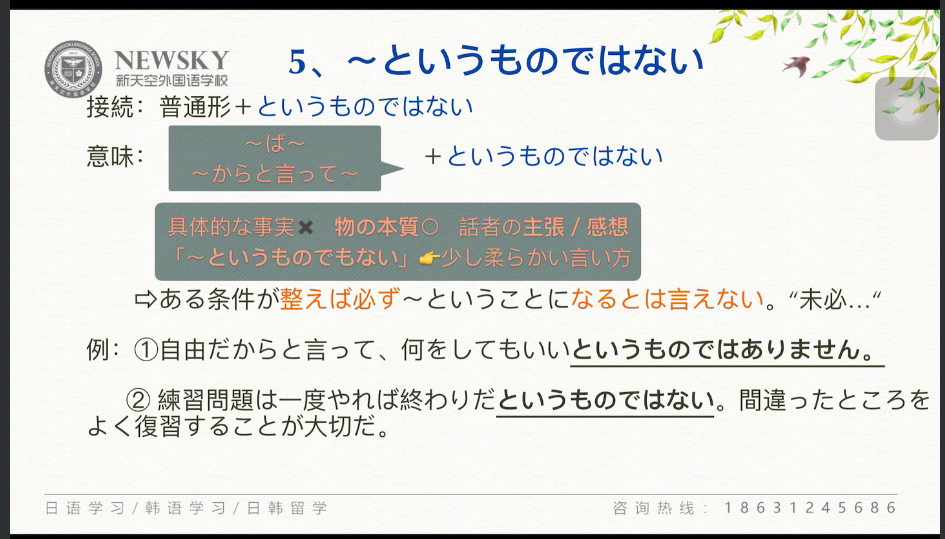 NEWSKY
新天空外国语学校
5、～というものではない
接続：普通形＋というものではない
～ば～
意味：　＋というものではない
～からと言って～
具体的な事実✖　物の本質○　話者の主張 / 感想
「～というものでもない」👉少し柔らかい言い方
⇨ある条件が整えば必ず～ということになるとは言えない。“未必…“
例：①自由だからと言って、何をしてもいいというものではありません。
② 練習問題は一度やれば終わりだというものではない。間違ったところを
よく復習することが大切だ。
日语学习/韩语学习/日韩留学
咨询热线：18631245686